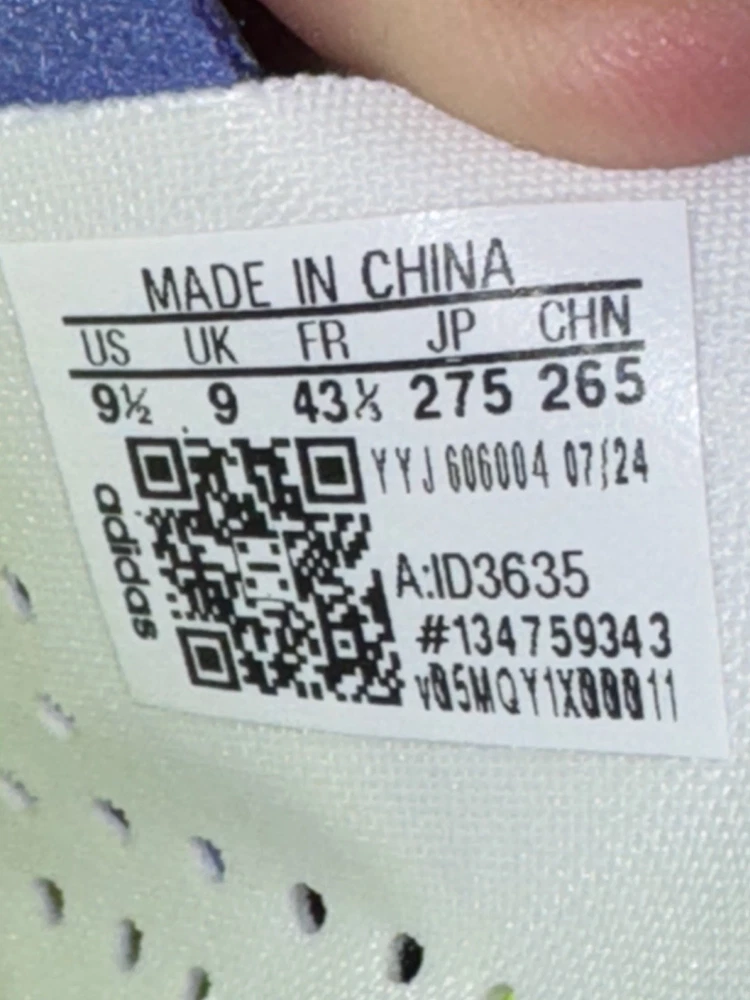 MADE IN CHINA
US UK FR JP CHN
9½ 9 43⅓ 275 265
YYJ 606004 07/24
adidas
A:ID3635
#134759343
v05MQY1X00011